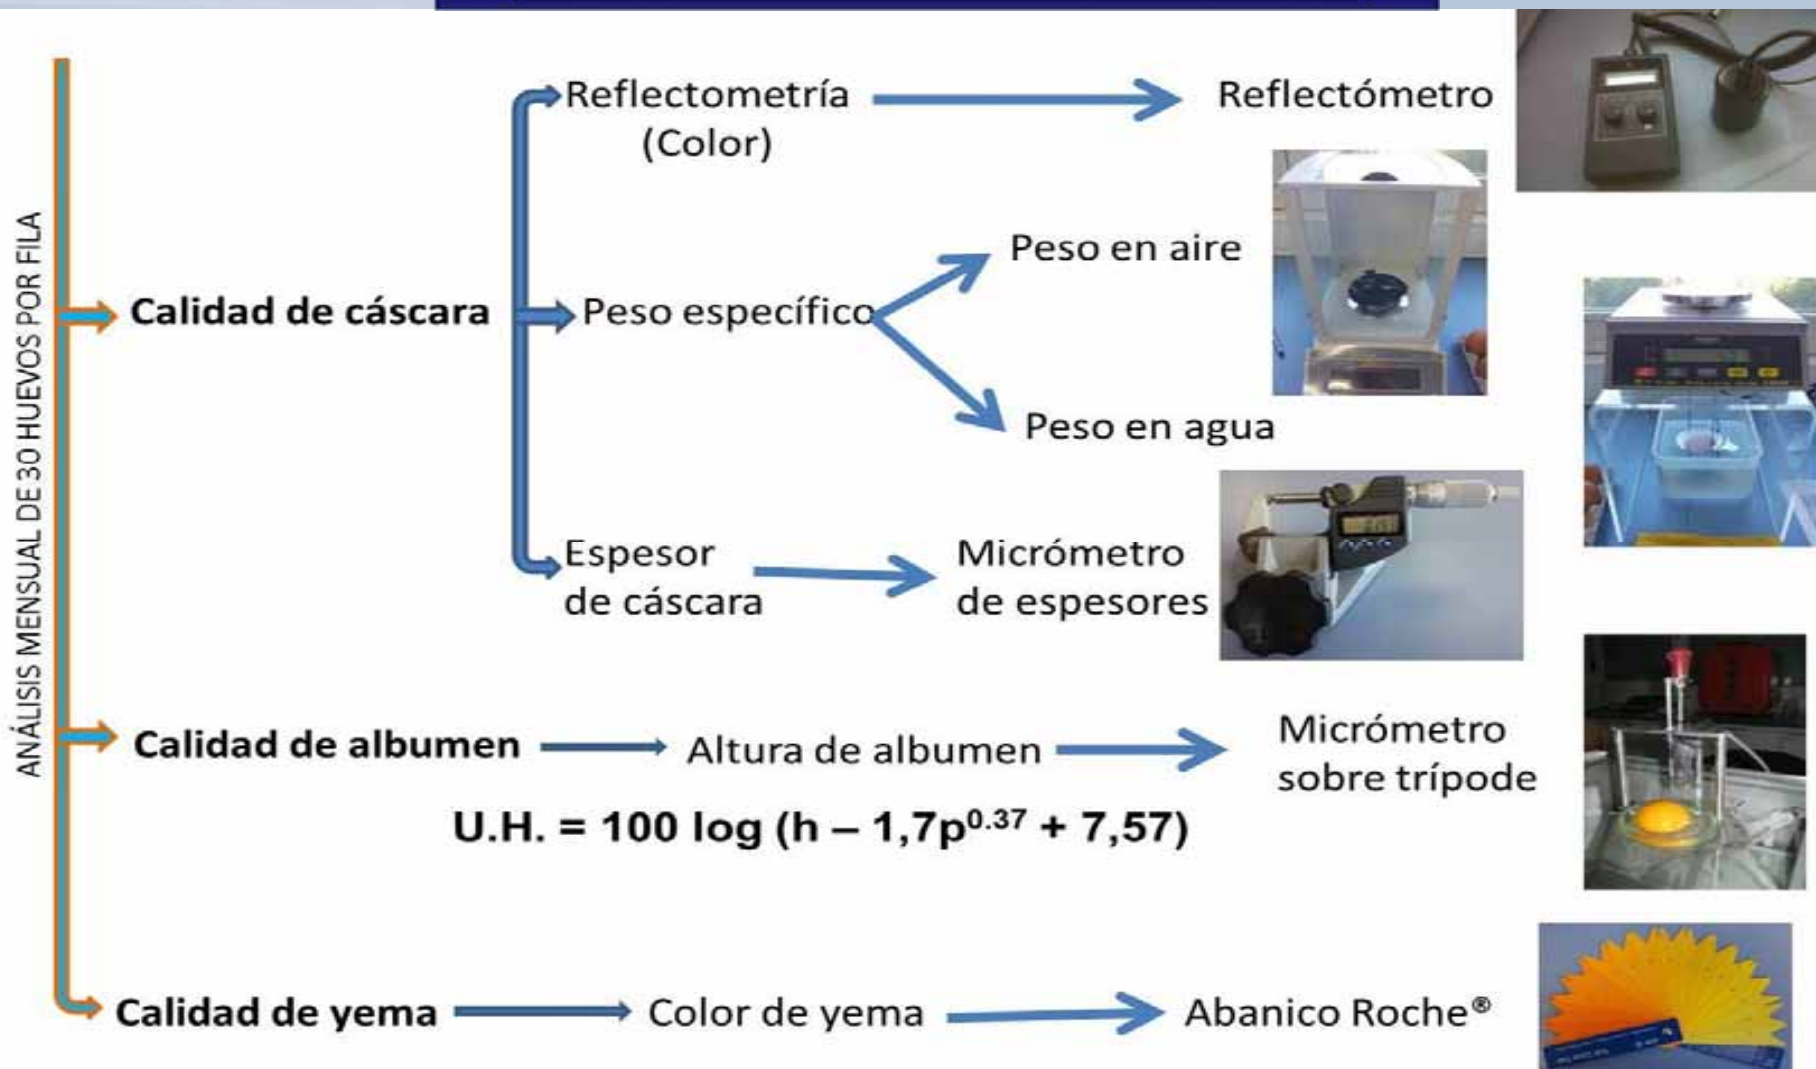 ANÁLISIS MENSUAL DE 30 HUEVOS POR FILA
Calidad de cáscara
Reflectometría
(Color)
Reflectómetro
Peso específico
Peso en aire
Peso en agua
Espesor
de cáscara
Micrómetro
de espesores
Calidad de albumen
Altura de albumen
Micrómetro
sobre trípode
U.H. = 100 log (h – 1,7p^0.37 + 7,57)
Calidad de yema
Color de yema
Abanico Roche®